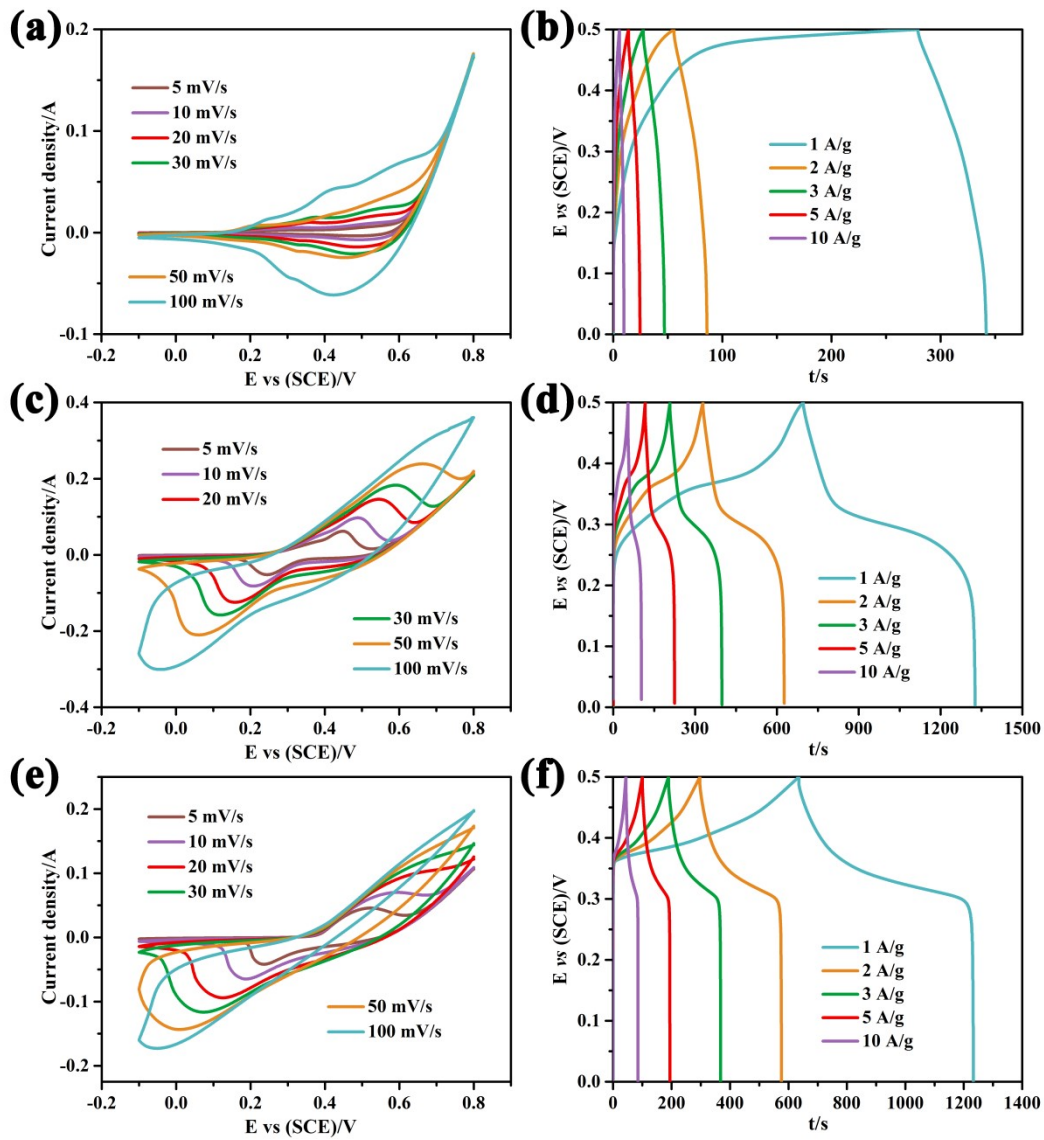 (a)
0.2
0.1
0.0
-0.1
Current density/A
5 mV/s
10 mV/s
20 mV/s
30 mV/s
50 mV/s
100 mV/s
-0.2 0.0 0.2 0.4 0.6 0.8
E vs (SCE)/V
(b)
0.5
0.4
0.3
0.2
0.1
0.0
E vs (SCE)/V
1 A/g
2 A/g
3 A/g
5 A/g
10 A/g
0 100 200 300
t/s
(c)
0.4
0.2
0.0
-0.2
-0.4
Current density/A
5 mV/s
10 mV/s
20 mV/s
30 mV/s
50 mV/s
100 mV/s
-0.2 0.0 0.2 0.4 0.6 0.8
E vs (SCE)/V
(d)
0.5
0.4
0.3
0.2
0.1
0.0
E vs (SCE)/V
1 A/g
2 A/g
3 A/g
5 A/g
10 A/g
0 300 600 900 1200 1500
t/s
(e)
0.2
0.1
0.0
-0.1
-0.2
Current density/A
5 mV/s
10 mV/s
20 mV/s
30 mV/s
50 mV/s
100 mV/s
-0.2 0.0 0.2 0.4 0.6 0.8
E vs (SCE)/V
(f)
0.5
0.4
0.3
0.2
0.1
0.0
E vs (SCE)/V
1 A/g
2 A/g
3 A/g
5 A/g
10 A/g
0 200 400 600 800 1000 1200 1400
t/s